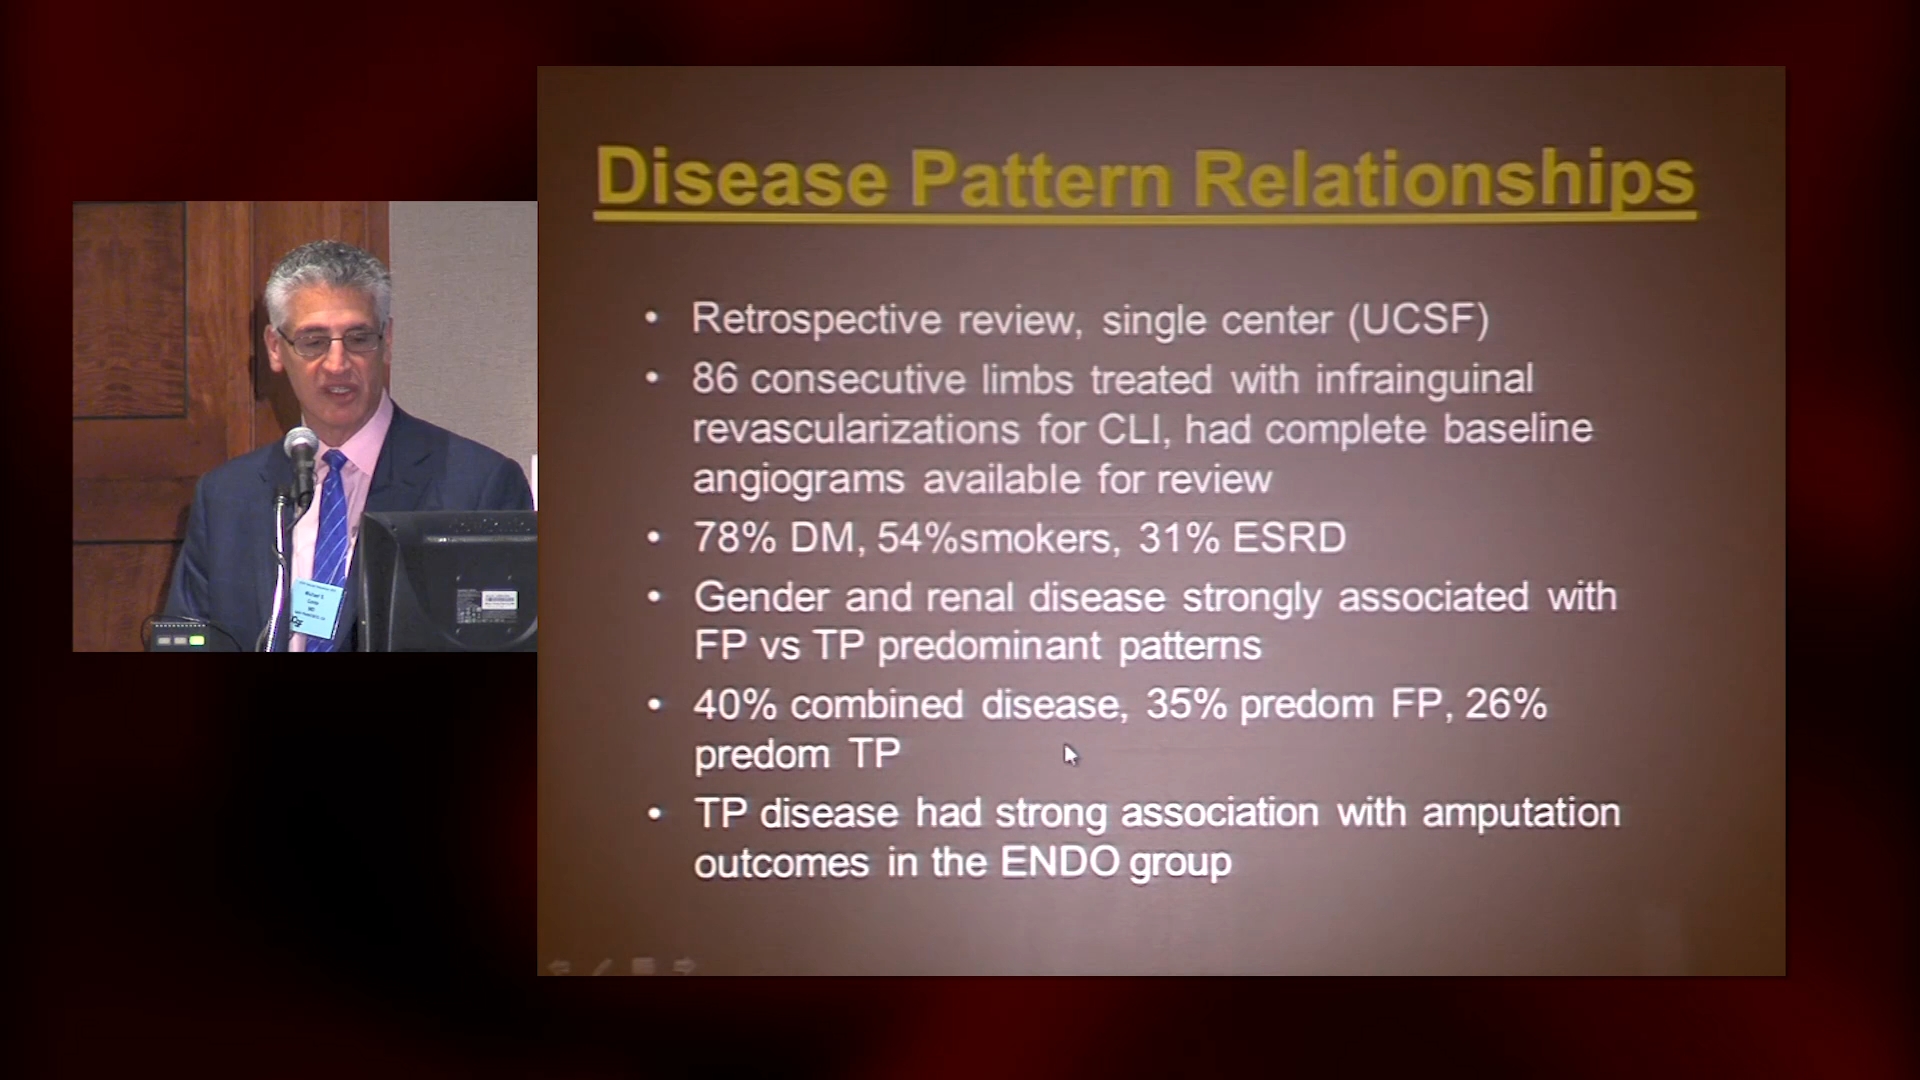 Disease Pattern Relationships
• Retrospective review, single center (UCSF)
• 86 consecutive limbs treated with infrainguinal
revascularizations for CLI, had complete baseline
angiograms available for review
• 78% DM, 54%smokers, 31% ESRD
• Gender and renal disease strongly associated with
FP vs TP predominant patterns
• 40% combined disease, 35% predom FP, 26%
predom TP
• TP disease had strong association with amputation
outcomes in the ENDO group
Michael S
Conte
MD